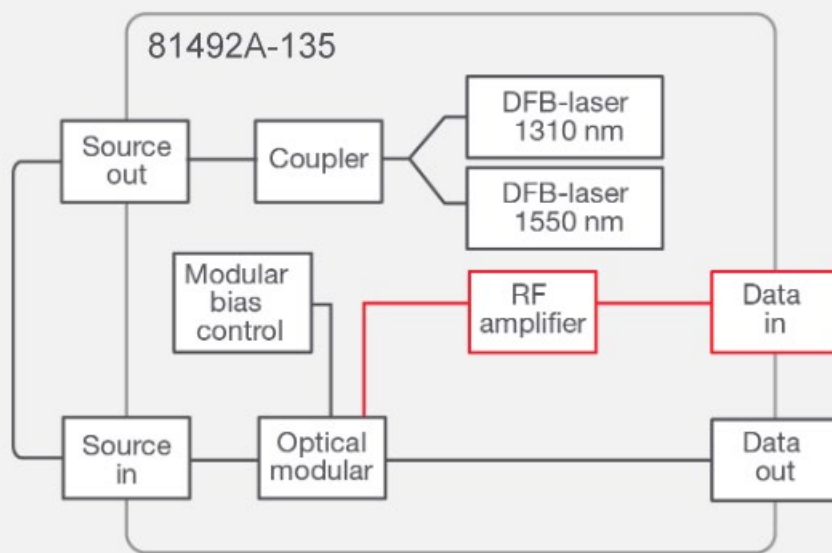 81492A-135
DFB-laser
1310 nm
Source
out
Coupler
DFB-laser
1550 nm
Modular
bias
control
RF
amplifier
Data
in
Source
in
Optical
modular
Data
out